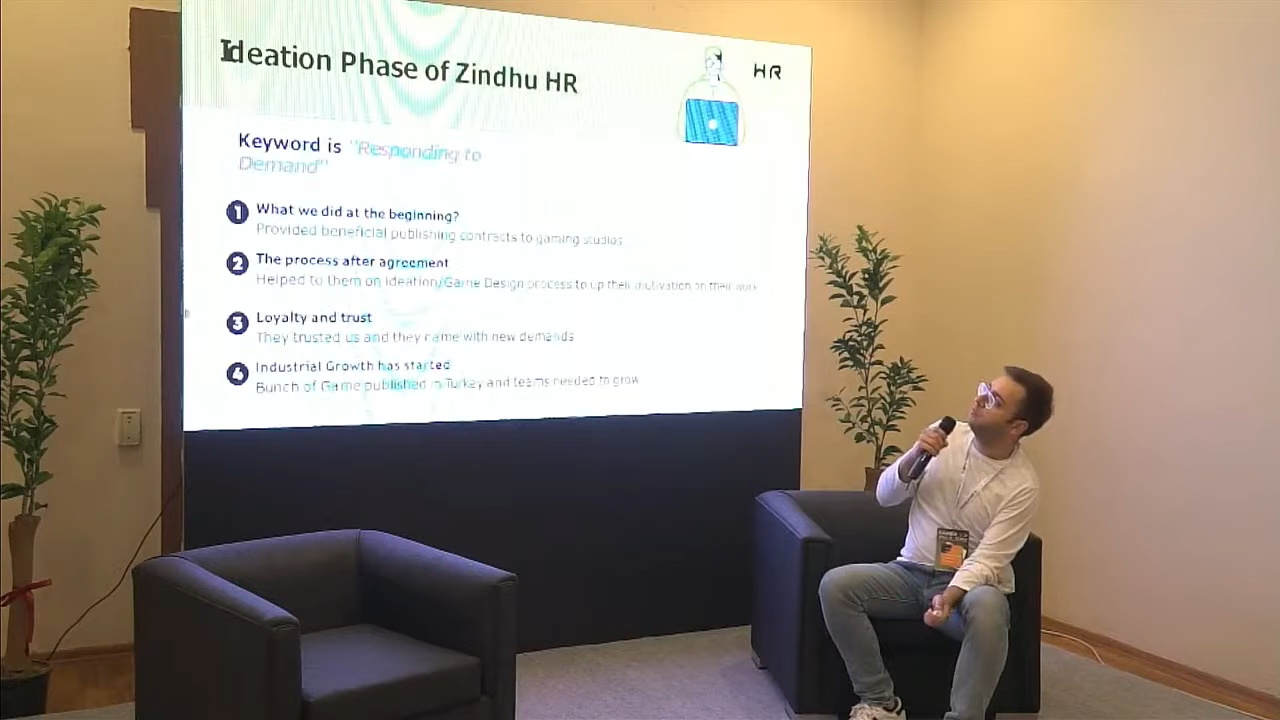 Ideation Phase of Zindhu HR
HR
Keyword is "Responding to
Demand"
1 What we did at the beginning?
Provided beneficial publishing contracts to gaming studios
2 The process after agreement
Helped to them on Ideation/Game Design process to up their motivation on their work
3 Loyalty and trust
They trusted us and they came with new demands
4 Industrial Growth has started
Bunch of Game published in Turkey and teams needed to grow